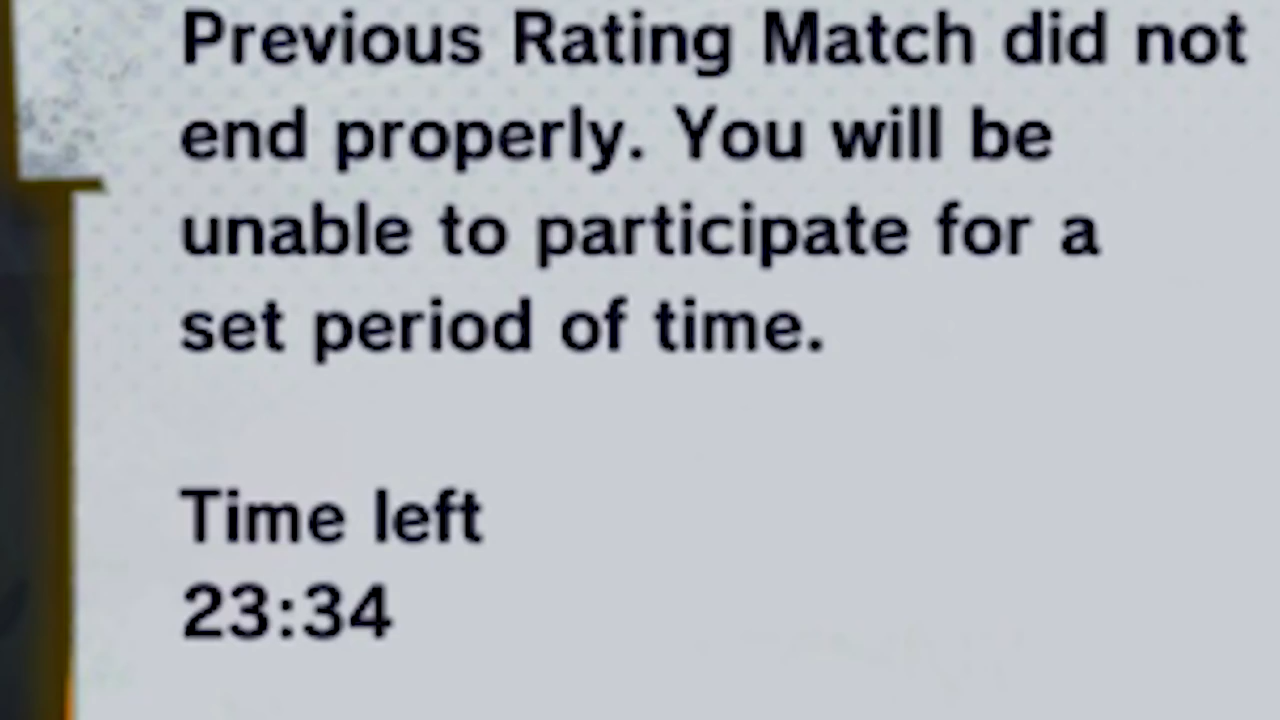 Previous Rating Match did not
end properly. You will be
unable to participate for a
set period of time.
Time left
23:34